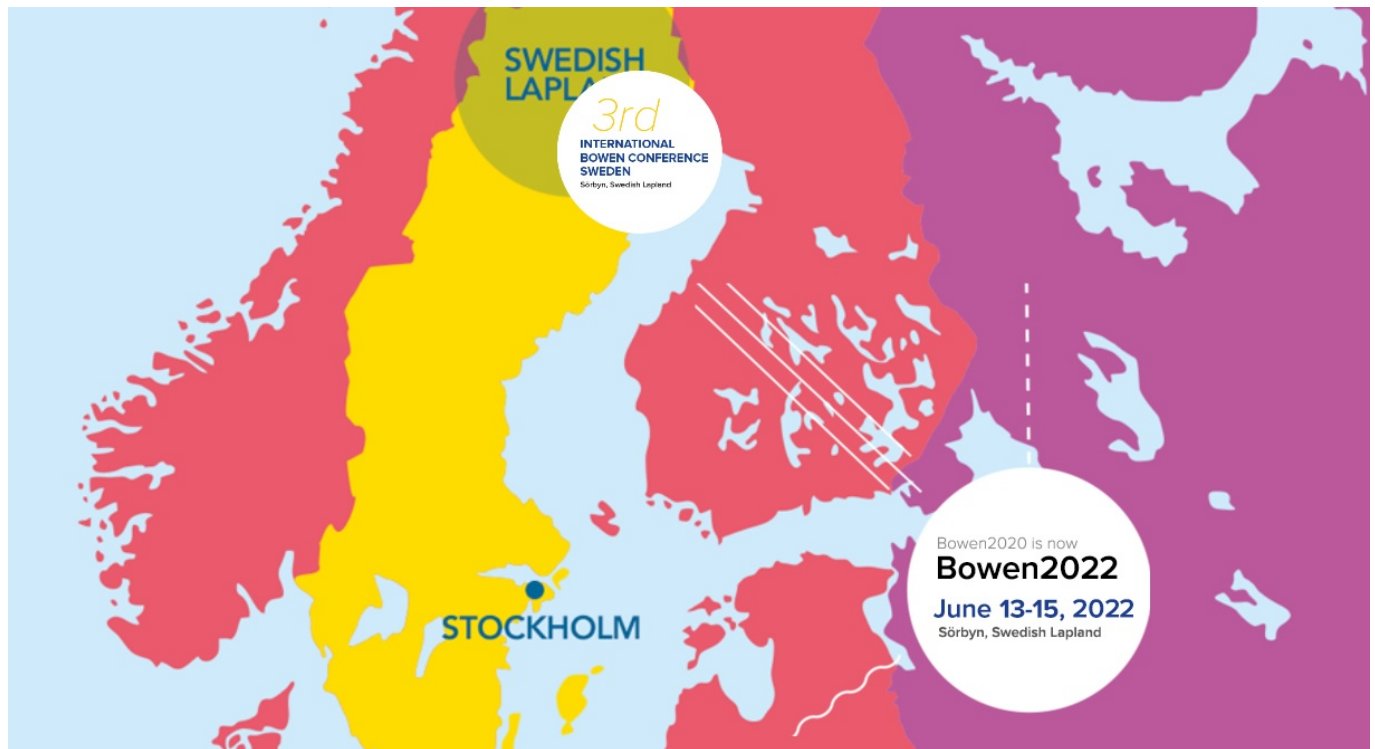 SWEDISH
LAPLA
3rd
INTERNATIONAL
BOWEN CONFERENCE
SWEDEN
Sörbyn, Swedish Lapland
Bowen2020 is now
Bowen2022
June 13-15, 2022
Sörbyn, Swedish Lapland
STOCKHOLM